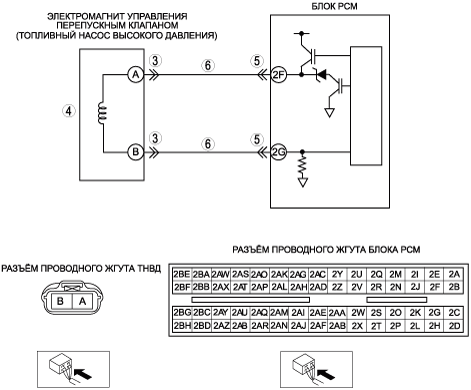 ЭЛЕКТРОМАГНИТ УПРАВЛЕНИЯ
ПЕРЕПУСКНЫМ КЛАПАНОМ
(ТОПЛИВНЫЙ НАСОС ВЫСОКОГО ДАВЛЕНИЯ)
БЛОК PCM
3
6
5
A
2F
4
3
6
5
B
2G
РАЗЪЁМ ПРОВОДНОГО ЖГУТА ТНВД
B A
РАЗЪЁМ ПРОВОДНОГО ЖГУТА БЛОКА PCM
2BE 2BA 2AW 2AS 2AO 2AK 2AG 2AC 2Y 2U 2Q 2M 2I 2E 2A
2BF 2BB 2AX 2AT 2AP 2AL 2AH 2AD 2Z 2V 2R 2N 2J 2F 2B
2BG 2BC 2AY 2AU 2AQ 2AM 2AI 2AE 2AA 2W 2S 2O 2K 2G 2C
2BH 2BD 2AZ 2AV 2AR 2AN 2AJ 2AF 2AB 2X 2T 2P 2L 2H 2D